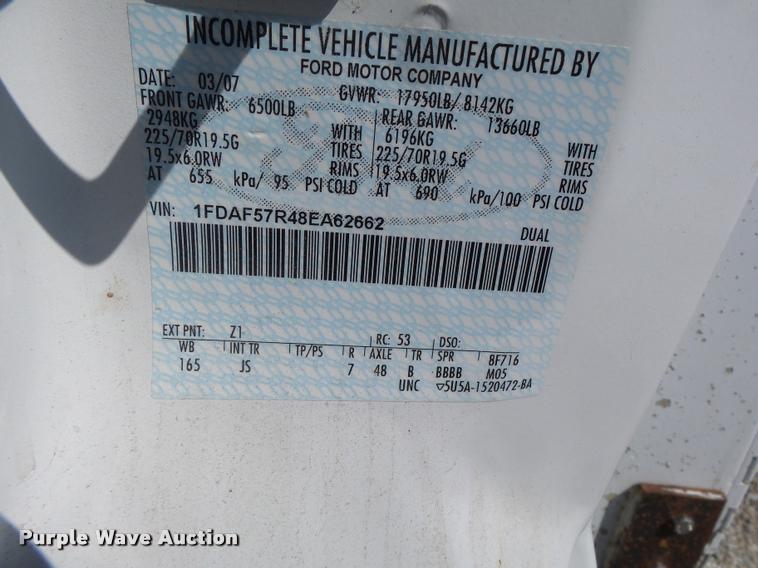 INCOMPLETE VEHICLE MANUFACTURED BY
FORD MOTOR COMPANY
DATE: 03/07 GVWR: 17950LB/ 8142KG
FRONT GAWR: 6500LB REAR GAWR: 13660LB
2948KG WITH 6196KG WITH
225/70R19.5G TIRES 225/70R19.5G TIRES
19.5x6.0RW RIMS 19.5x6.0RW RIMS
AT 655 kPa/ 95 PSI COLD AT 690 kPa/100 PSI COLD
VIN: 1FDAF57R48EA62662 DUAL
EXT PNT: Z1 RC: 53 DSO:
WB INT TR TP/PS R AXLE TR SPR BF716
165 JS 7 48 B BBBB M05
UNC ▽5U5A-1520472-BA
Purple Wave Auction